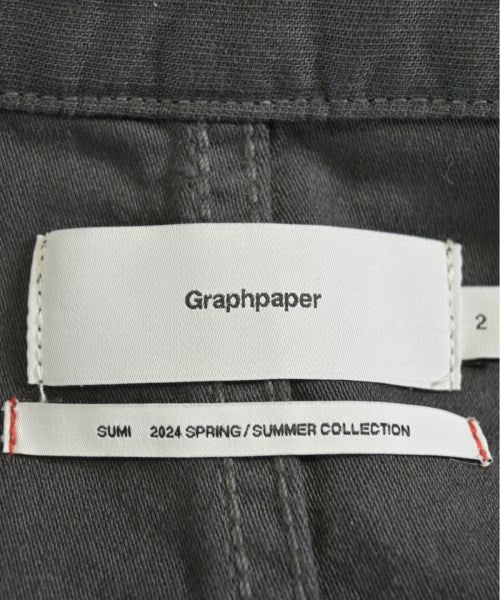 Graphpaper
2
SUMI 2024 SPRING/SUMMER COLLECTION